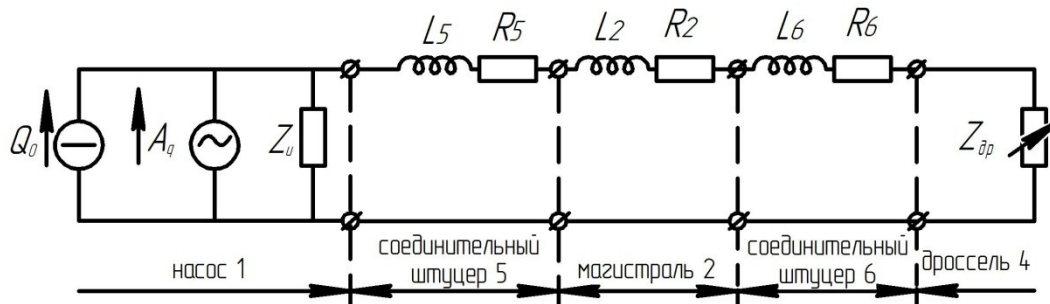 L5 R5 L2 R2 L6 R6
Q0 Aq Zи Zдр
насос 1
соединительный
штуцер 5
магистраль 2
соединительный
штуцер 6
дроссель 4